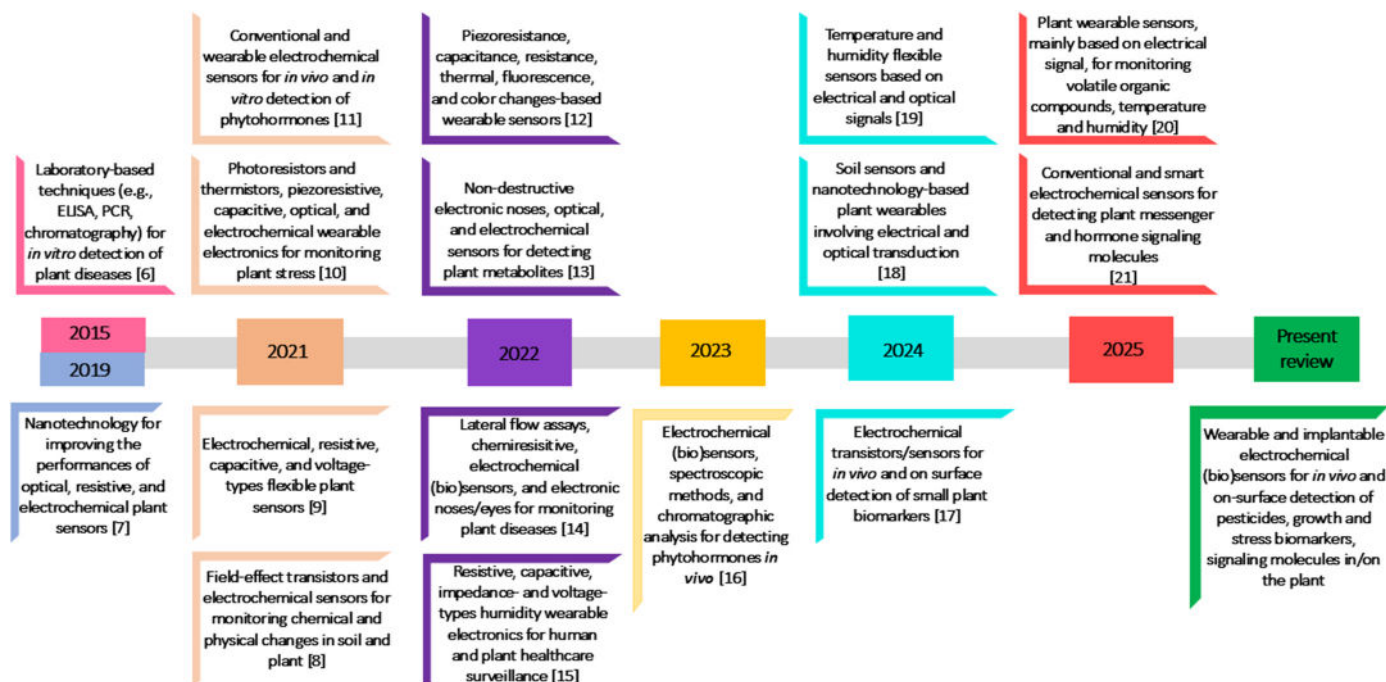 Conventional and
wearable electrochemical
sensors for in vivo and in
vitro detection of
phytohormones [11]
Piezoresistance,
capacitance, resistance,
thermal, fluorescence,
and color changes-based
wearable sensors [12]
Temperature and
humidity flexible
sensors based on
electrical and optical
signals [19]
Plant wearable sensors,
mainly based on electrical
signal, for monitoring
volatile organic
compounds, temperature
and humidity [20]
Laboratory-based
techniques (e.g.,
ELISA, PCR,
chromatography) for
in vitro detection of
plant diseases [6]
Photoresistors and
thermistors, piezoresistive,
capacitive, optical, and
electrochemical wearable
electronics for monitoring
plant stress [10]
Non-destructive
electronic noses, optical,
and electrochemical
sensors for detecting
plant metabolites [13]
Soil sensors and
nanotechnology-based
plant wearables
involving electrical and
optical transduction
[18]
Conventional and smart
electrochemical sensors for
detecting plant messenger
and hormone signaling
molecules
[21]
2015
2019
2021
2022
2023
2024
2025
Present
review
Nanotechnology for
improving the
performances of
optical, resistive, and
electrochemical plant
sensors [7]
Electrochemical, resistive,
capacitive, and voltage-
types flexible plant
sensors [9]
Lateral flow assays,
chemiresisitive,
electrochemical
(bio)sensors, and electronic
noses/eyes for monitoring
plant diseases [14]
Electrochemical
(bio)sensors,
spectroscopic
methods, and
chromatographic
analysis for detecting
phytohormones in
vivo [16]
Electrochemical
transistors/sensors for
in vivo and on surface
detection of small plant
biomarkers [17]
Wearable and implantable
electrochemical
(bio)sensors for in vivo and
on-surface detection of
pesticides, growth and
stress biomarkers,
signaling molecules in/on
the plant
Field-effect transistors and
electrochemical sensors for
monitoring chemical and
physical changes in soil and
plant [8]
Resistive, capacitive,
impedance- and voltage-
types humidity wearable
electronics for human
and plant healthcare
surveillance [15]